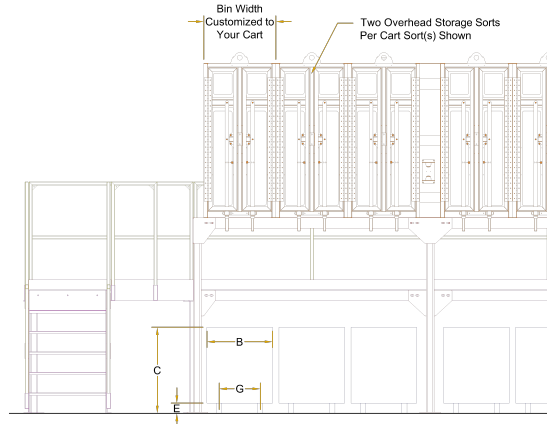 Bin Width
Customized to
Your Cart
Two Overhead Storage Sorts
Per Cart Sort(s) Shown
B
C
G
E